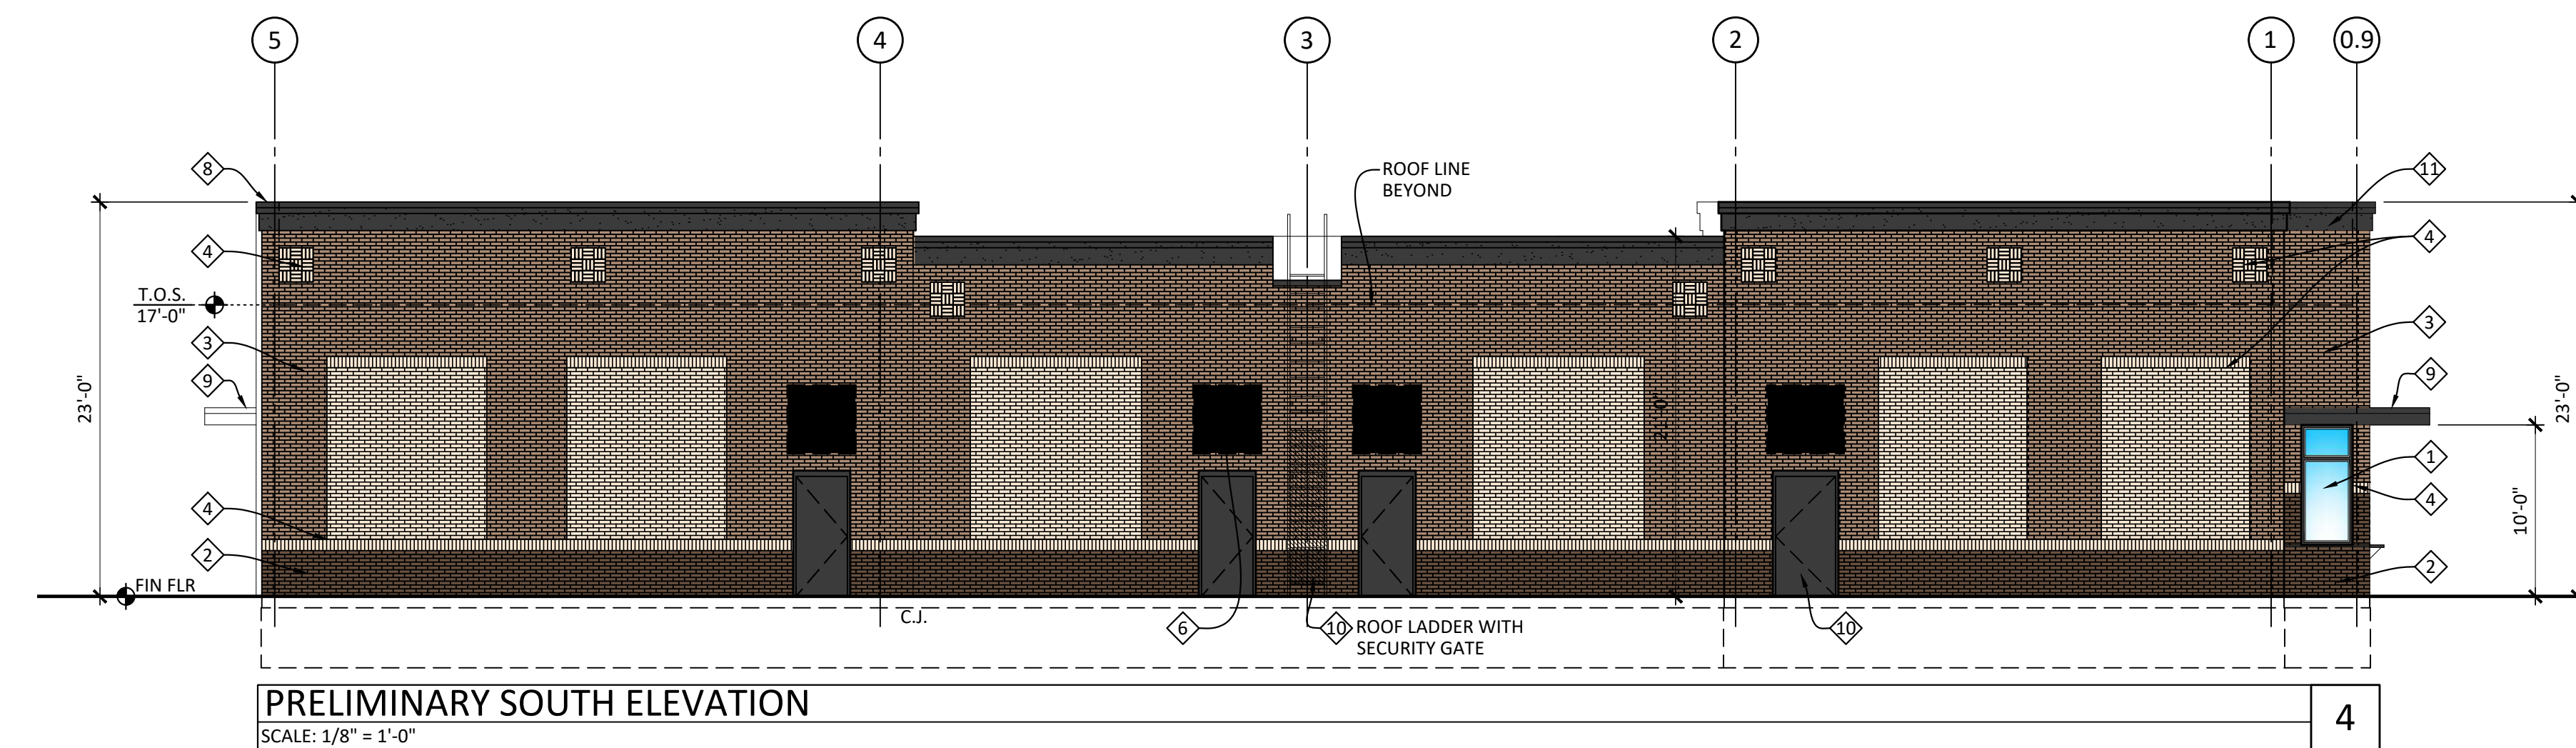 5 4 3 2 1 0.9
8
ROOF LINE
BEYOND
11
4
4
T.O.S.
17'-0"
3
3
9
9
23'-0"
21'-0"
23'-0"
1
4
4
10'-0"
2
2
FIN FLR
C.J.
6
10 ROOF LADDER WITH
SECURITY GATE
10
PRELIMINARY SOUTH ELEVATION
4
SCALE: 1/8" = 1'-0"